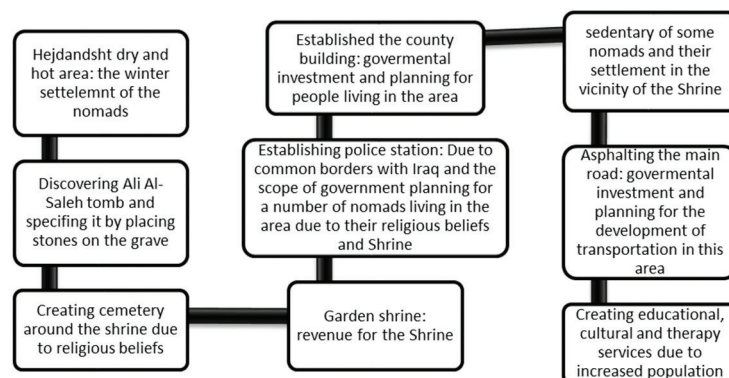 Hejdandsht dry and
hot area: the winter
settelemnt of the
nomads
Discovering Ali Al-
Saleh tomb and
specifing it by placing
stones on the grave
Creating cemetery
around the shrine due
to religious beliefs
Garden shrine:
revenue for the Shrine
Establishing police station: Due to
common borders with Iraq and the
scope of government planning for
a number of nomads living in the
area due to their religious beliefs
and Shrine
Established the county
building: govermental
investment and planning for
people living in the area
sedentary of some
nomads and their
settlement in the
vicinity of the Shrine
Asphalting the main
road: govermental
investment and
planning for the
development of
transportation in this
area
Creating educational,
cultural and therapy
services due to
increased population